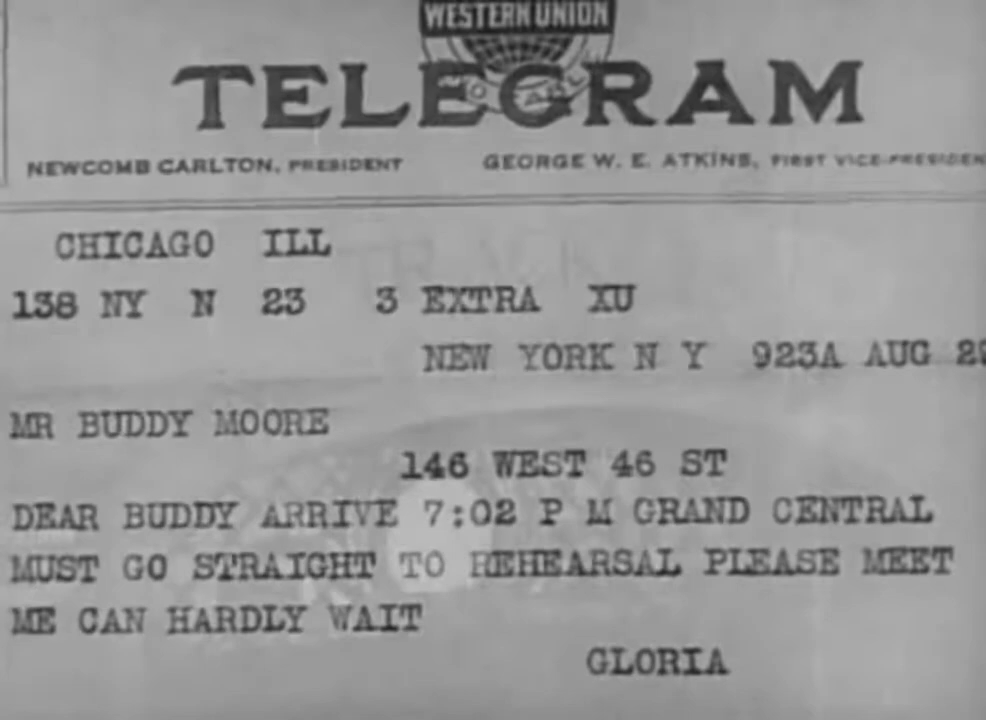 WESTERN UNION
TELEGRAM
NEWCOMB CARLTON, PRESIDENT GEORGE W. E. ATKINS, FIRST VICE-PRESIDEN
CHICAGO ILL
138 NY N 23 3 EXTRA XU
NEW YORK N Y 923A AUG 2
MR BUDDY MOORE
146 WEST 46 ST
DEAR BUDDY ARRIVE 7:02 P M GRAND CENTRAL
MUST GO STRAIGHT TO REHEARSAL PLEASE MEET
ME CAN HARDLY WAIT
GLORIA